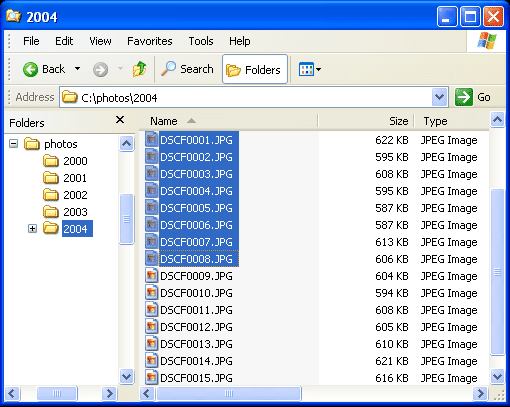 2004
File Edit View Favorites Tools Help
Back Search Folders
Address C:\photos\2004 Go
Folders Name Size Type
photos
2000
2001
2002
2003
2004
DSCF0001.JPG 622 KB JPEG Image
DSCF0002.JPG 595 KB JPEG Image
DSCF0003.JPG 608 KB JPEG Image
DSCF0004.JPG 595 KB JPEG Image
DSCF0005.JPG 587 KB JPEG Image
DSCF0006.JPG 587 KB JPEG Image
DSCF0007.JPG 613 KB JPEG Image
DSCF0008.JPG 606 KB JPEG Image
DSCF0009.JPG 604 KB JPEG Image
DSCF0010.JPG 594 KB JPEG Image
DSCF0011.JPG 608 KB JPEG Image
DSCF0012.JPG 605 KB JPEG Image
DSCF0013.JPG 610 KB JPEG Image
DSCF0014.JPG 621 KB JPEG Image
DSCF0015.JPG 616 KB JPEG Image